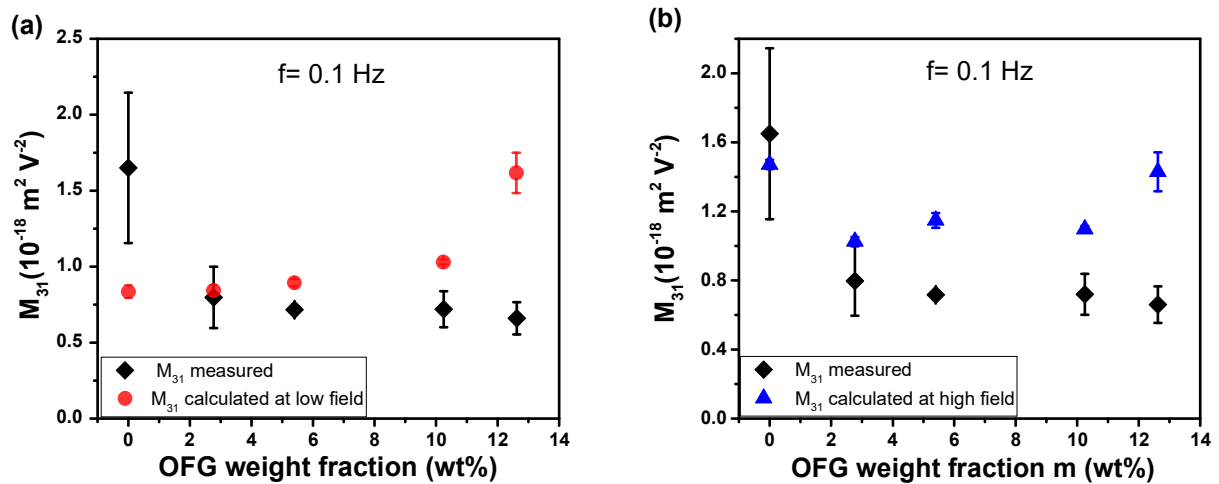 (a)
f= 0.1 Hz
M31(10-18 m2 V-2)
2.5
2.0
1.5
1.0
0.5
0.0
M31 measured
M31 calculated at low field
0 2 4 6 8 10 12 14
OFG weight fraction (wt%)
(b)
f= 0.1 Hz
M31(10-18 m2 V-2)
2.0
1.6
1.2
0.8
0.4
0.0
M31 measured
M31 calculated at high field
0 2 4 6 8 10 12 14
OFG weight fraction m (wt%)